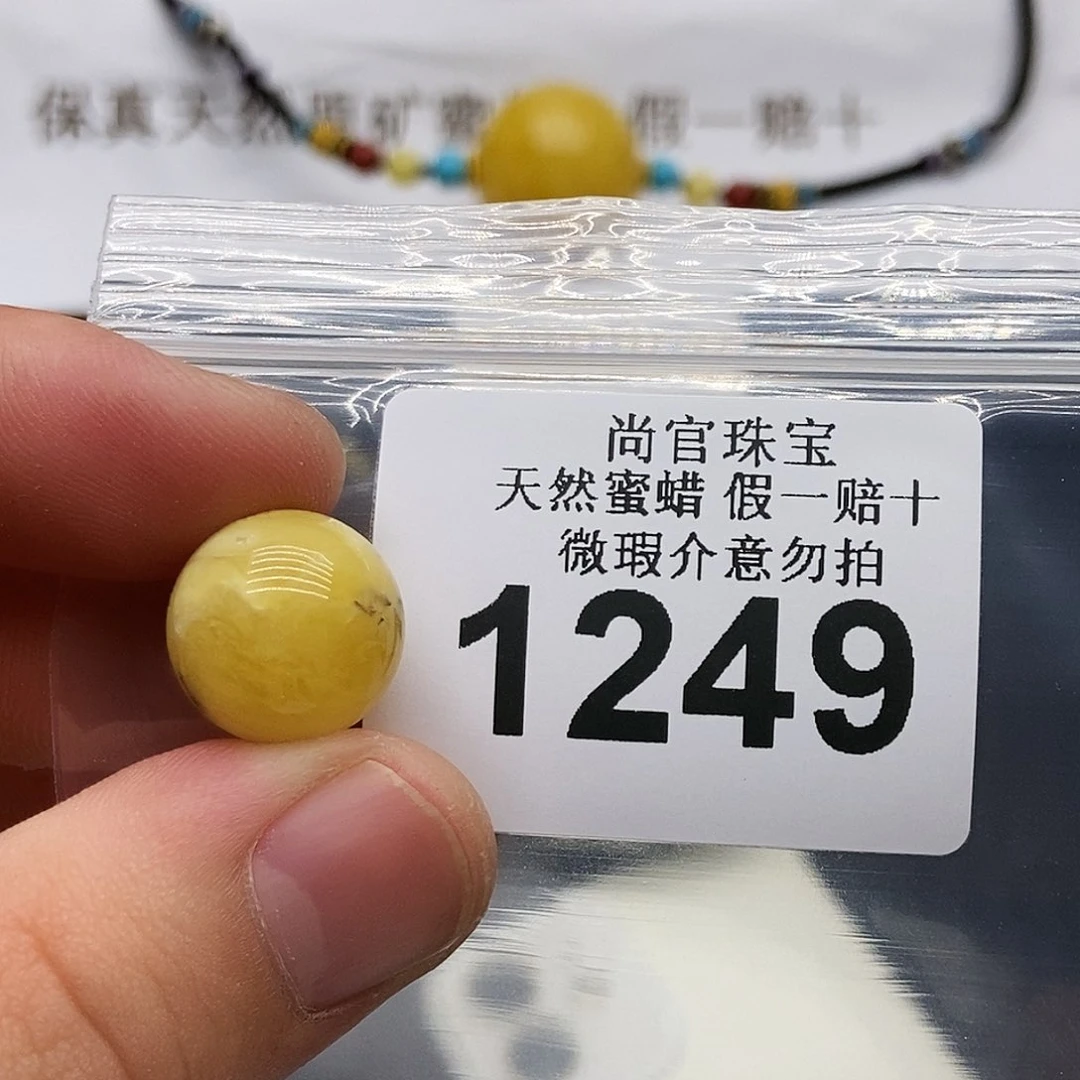 保真天然原矿蜜 假一赔十
尚官珠宝
天然蜜蜡 假一赔十
微瑕介意勿拍
1249